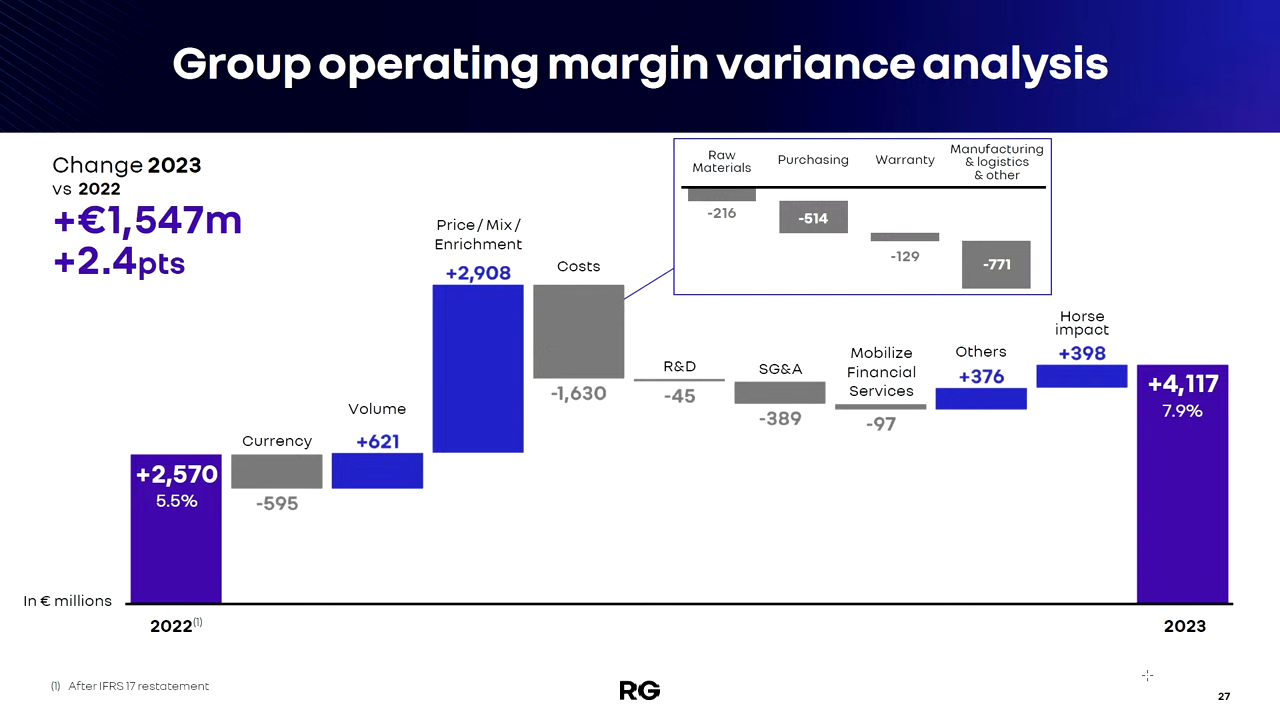 Group operating margin variance analysis
Change 2023
vs 2022
+€1,547m
+2.4pts
Raw
Materials
-216
Purchasing
-514
Warranty
-129
Manufacturing
& logistics
& other
-771
+2,570
5.5%
Currency
-595
Volume
+621
Price / Mix /
Enrichment
+2,908
Costs
-1,630
R&D
-45
SG&A
-389
Mobilize
Financial
Services
-97
Others
+376
Horse
impact
+398
+4,117
7.9%
In € millions
2022(1)
2023
(1) After IFRS 17 restatement
RG
27